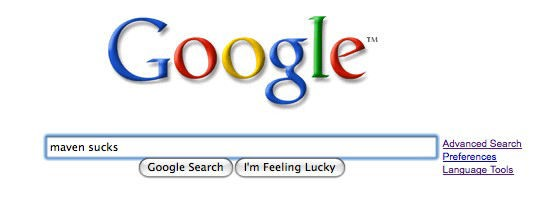 Google™
maven sucks
Advanced Search
Preferences
Language Tools
Google Search I'm Feeling Lucky